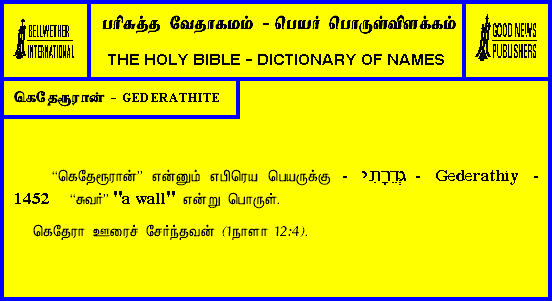 BELLWETHER
INTERNATIONAL
பரிசுத்த வேதாகமம் - பெயர் பொருள்விளக்கம்
THE HOLY BIBLE - DICTIONARY OF NAMES
GOOD NEWS
PUBLISHERS
கெதேரூரான் - GEDERATHITE
“கெதேரூரான்” என்னும் எபிரெய பெயருக்கு - גְּדֵרָתִי - Gederathiy -
1452 “சுவர்” "a wall" என்று பொருள்.
கெதேரா ஊரைச் சேர்ந்தவன் (1நாளா 12:4).